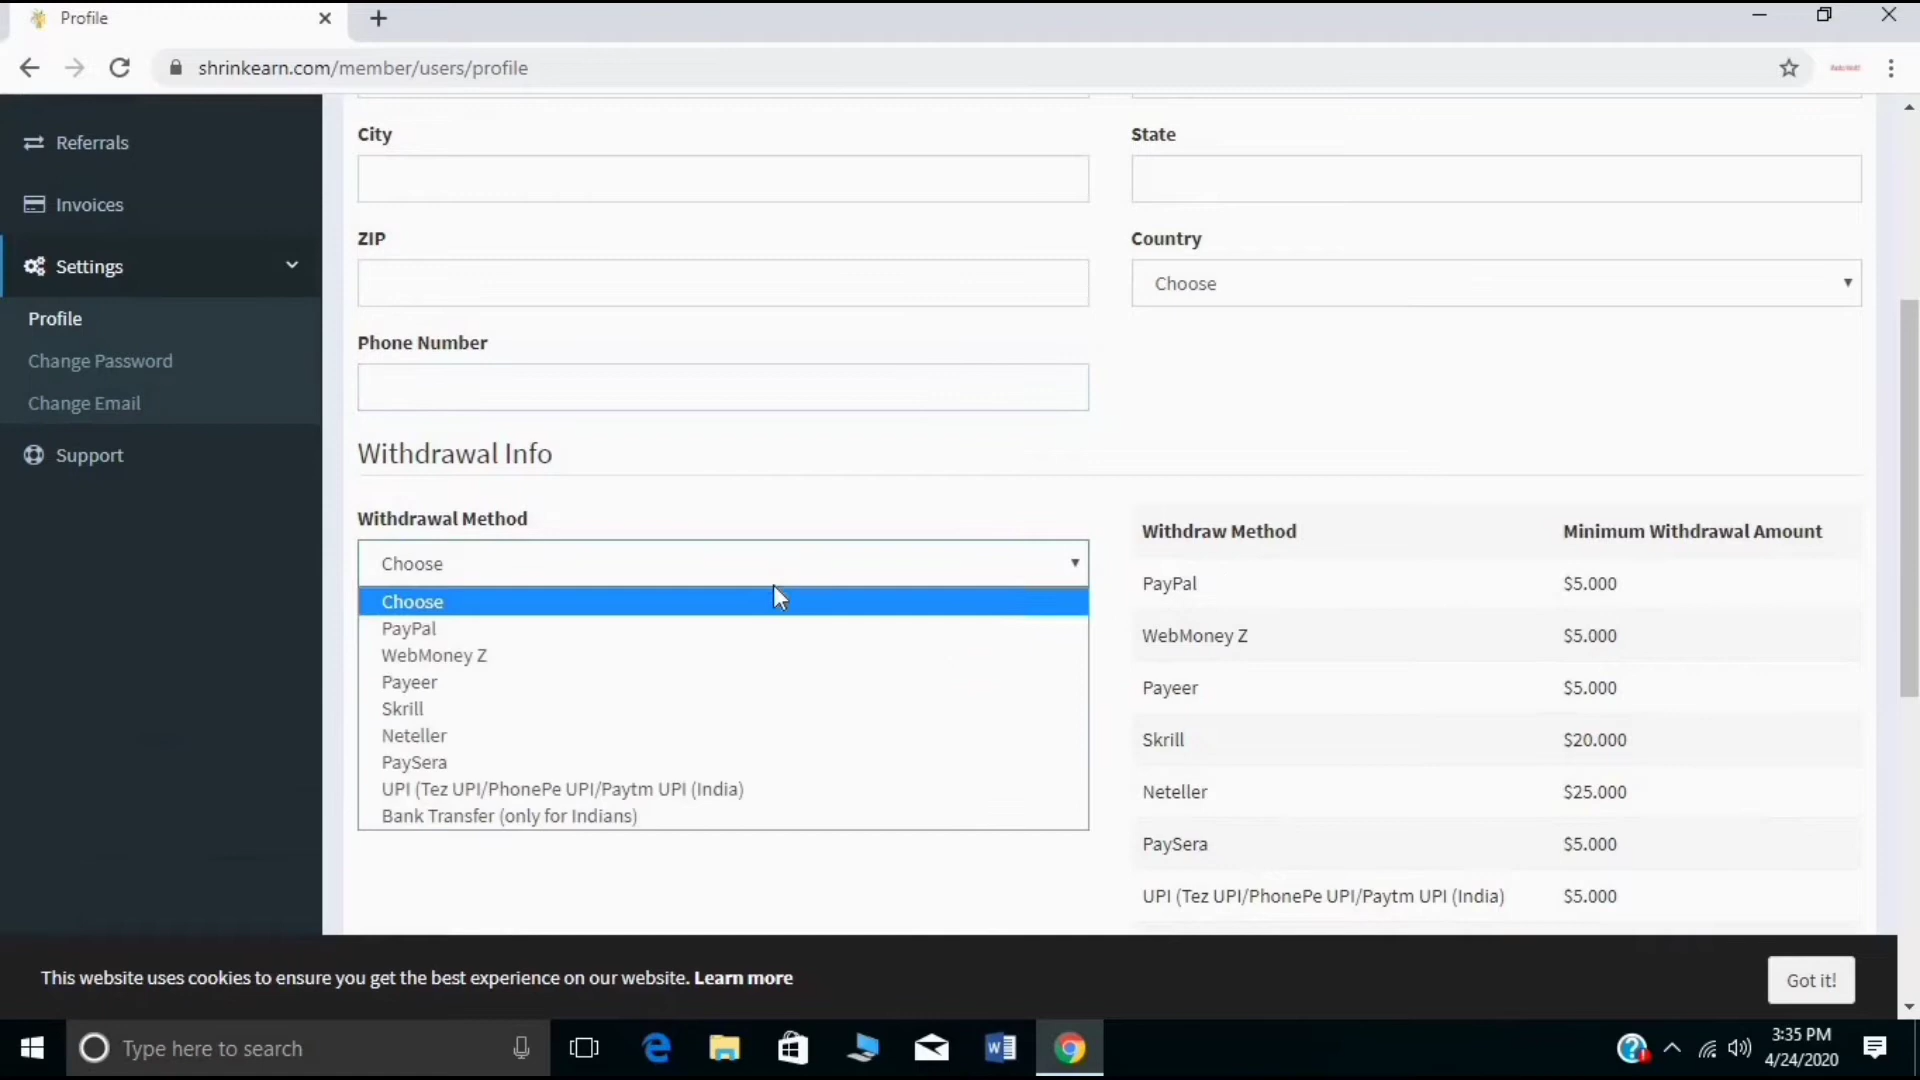 Profile
shrinkearn.com/member/users/profile
Referrals
Invoices
Settings
Profile
Change Password
Change Email
Support
City
State
ZIP
Country
Choose
Phone Number
Withdrawal Info
Withdrawal Method
Choose
Choose
PayPal
WebMoney Z
Payeer
Skrill
Neteller
PaySera
UPI (Tez UPI/PhonePe UPI/Paytm UPI (India)
Bank Transfer (only for Indians)
Withdraw Method Minimum Withdrawal Amount
PayPal $5.000
WebMoney Z $5.000
Payeer $5.000
Skrill $20.000
Neteller $25.000
PaySera $5.000
UPI (Tez UPI/PhonePe UPI/Paytm UPI (India) $5.000
This website uses cookies to ensure you get the best experience on our website. Learn more
Got it!
Type here to search
3:35 PM
4/24/2020